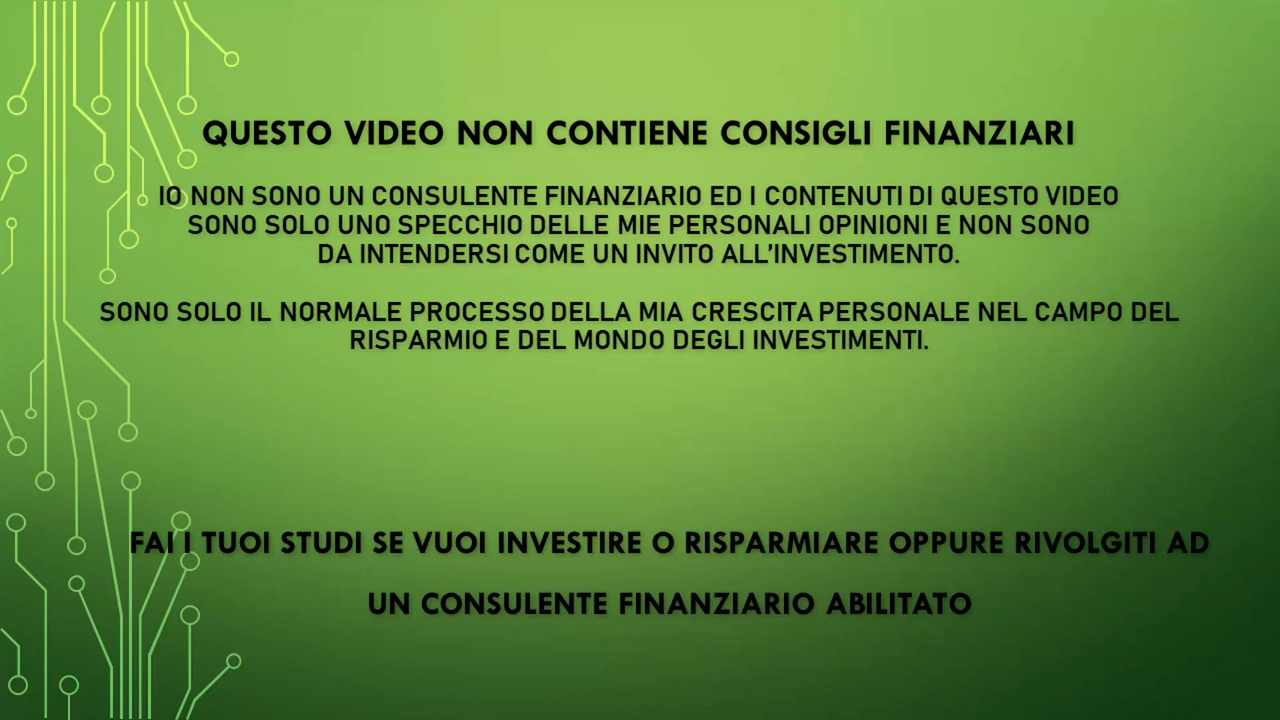 QUESTO VIDEO NON CONTIENE CONSIGLI FINANZIARI
IO NON SONO UN CONSULENTE FINANZIARIO ED I CONTENUTI DI QUESTO VIDEO
SONO SOLO UNO SPECCHIO DELLE MIE PERSONALI OPINIONI E NON SONO
DA INTENDERSI COME UN INVITO ALL'INVESTIMENTO.
SONO SOLO IL NORMALE PROCESSO DELLA MIA CRESCITA PERSONALE NEL CAMPO DEL
RISPARMIO E DEL MONDO DEGLI INVESTIMENTI.
FAI I TUOI STUDI SE VUOI INVESTIRE O RISPARMIARE OPPURE RIVOLGITI AD
UN CONSULENTE FINANZIARIO ABILITATO